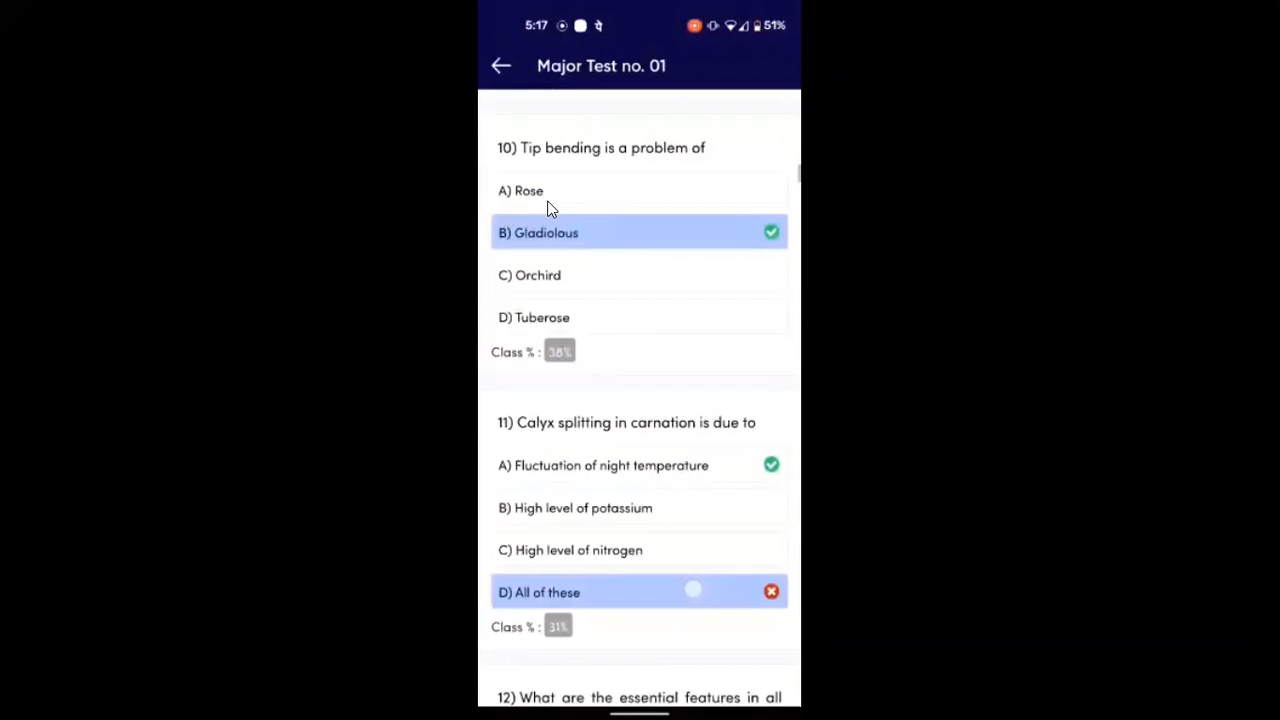 5:17 पे 51%
Major Test no. 01
10) Tip bending is a problem of
A) Rose
B) Gladiolous
C) Orchird
D) Tuberose
Class % : 38%
11) Calyx splitting in carnation is due to
A) Fluctuation of night temperature
B) High level of potassium
C) High level of nitrogen
D) All of these
Class % : 31%
12) What are the essential features in all